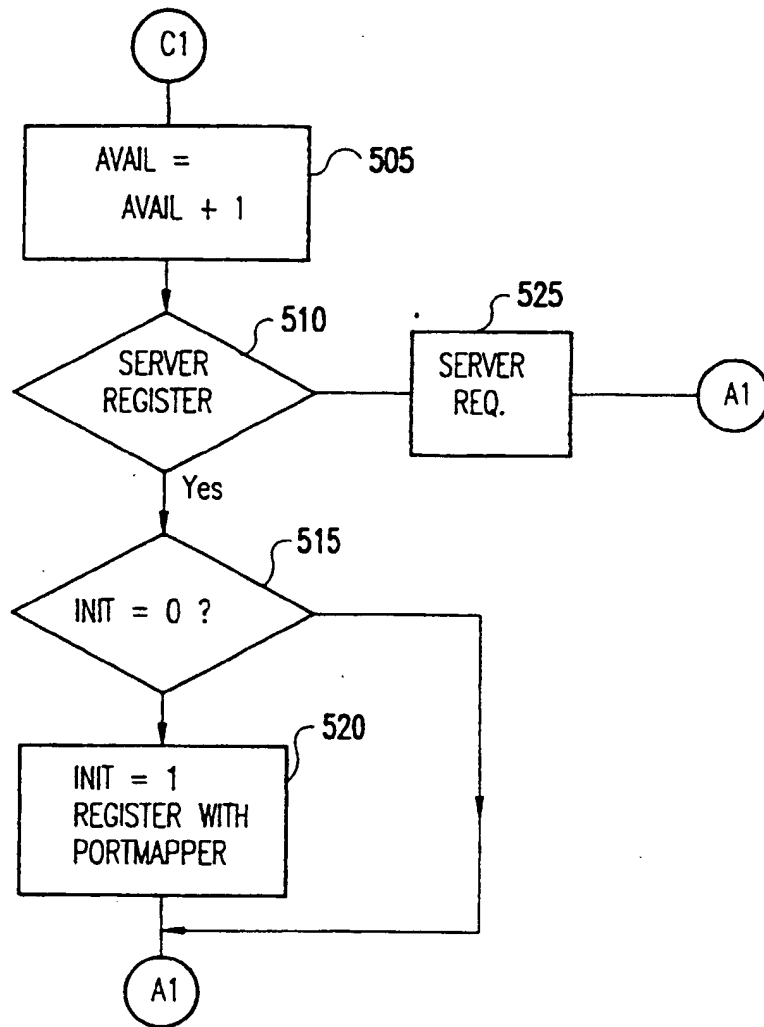 C1
AVAIL =
AVAIL + 1
505
510
SERVER
REGISTER
525
SERVER
REQ.
A1
Yes
515
INIT = 0 ?
520
INIT = 1
REGISTER WITH
PORTMAPPER
A1